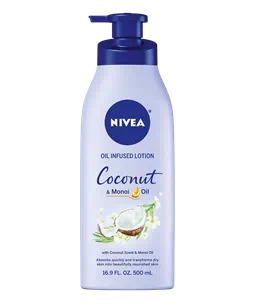 NIVEA
OIL INFUSED LOTION
Coconut
& Monoi Oil
with Coconut Scent & Monoi Oil
Absorbs quickly and transforms dry
skin into beautifully nourished skin
16.9 FL. OZ. 500 mL